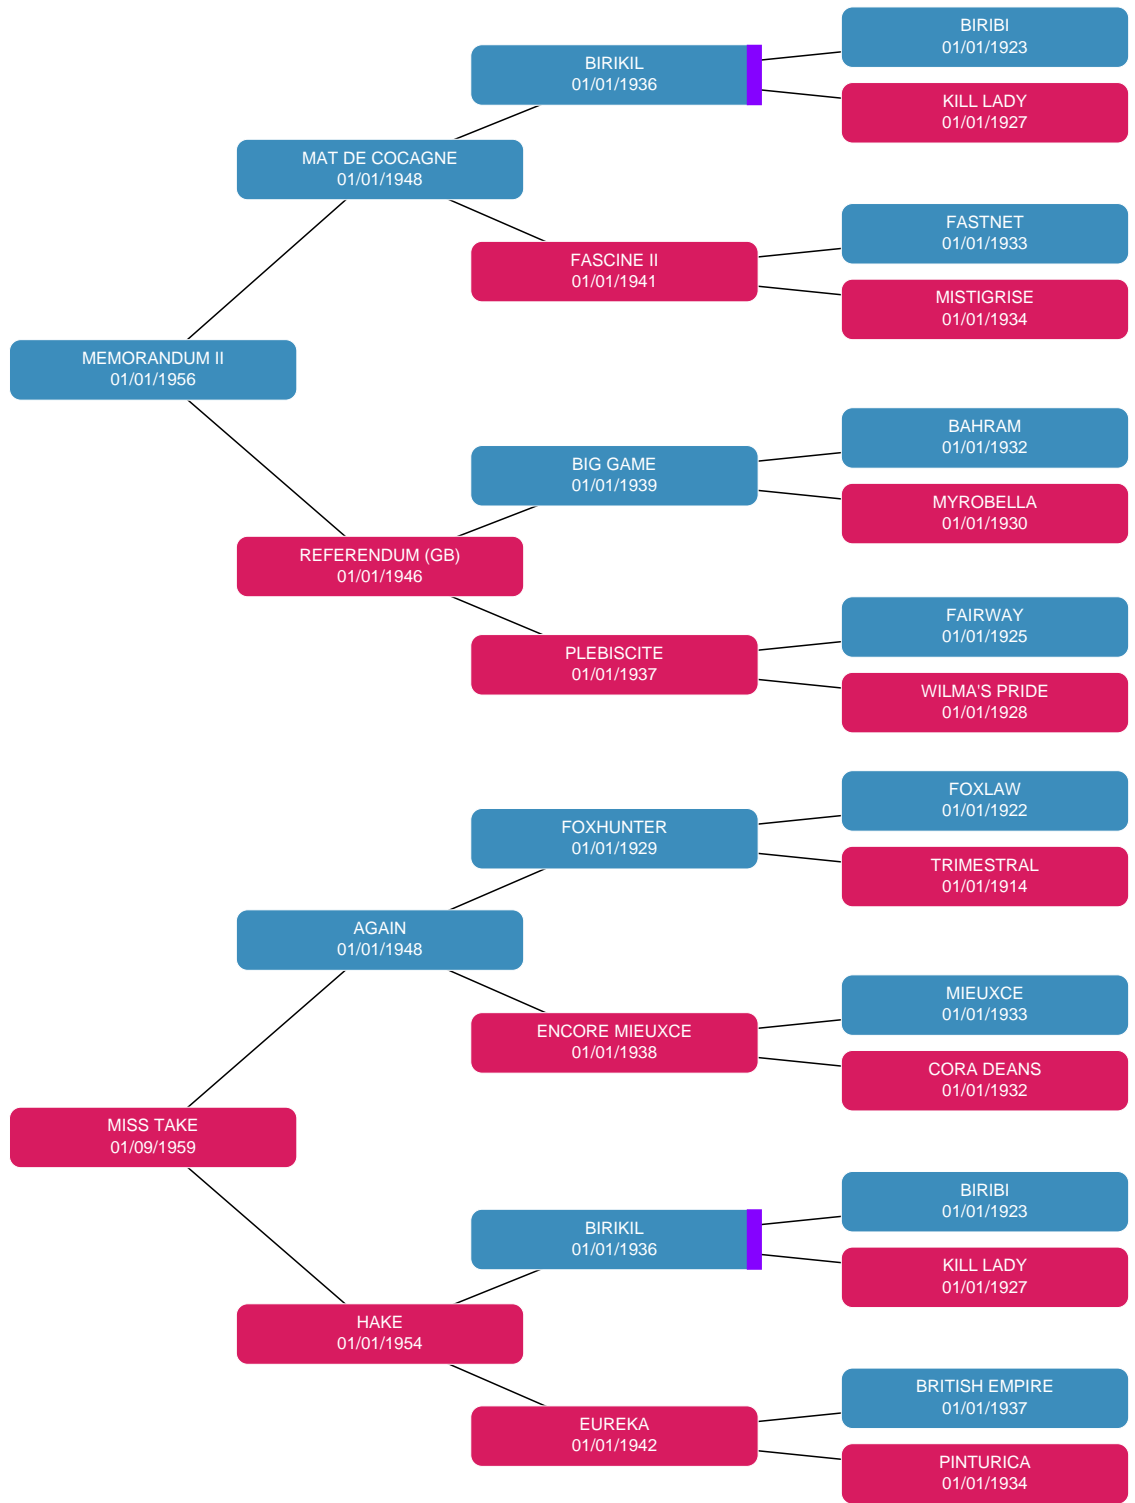 BIRIBI
01/01/1923
BIRIKIL
01/01/1936
KILL LADY
01/01/1927
MAT DE COCAGNE
01/01/1948
FASTNET
01/01/1933
FASCINE II
01/01/1941
MISTIGRISE
01/01/1934
MEMORANDUM II
01/01/1956
BAHRAM
01/01/1932
BIG GAME
01/01/1939
MYROBELLA
01/01/1930
REFERENDUM (GB)
01/01/1946
FAIRWAY
01/01/1925
PLEBISCITE
01/01/1937
WILMA'S PRIDE
01/01/1928
FOXLAW
01/01/1922
FOXHUNTER
01/01/1929
TRIMESTRAL
01/01/1914
AGAIN
01/01/1948
MIEUXCE
01/01/1933
ENCORE MIEUXCE
01/01/1938
CORA DEANS
01/01/1932
MISS TAKE
01/09/1959
BIRIBI
01/01/1923
BIRIKIL
01/01/1936
KILL LADY
01/01/1927
HAKE
01/01/1954
BRITISH EMPIRE
01/01/1937
EUREKA
01/01/1942
PINTURICA
01/01/1934